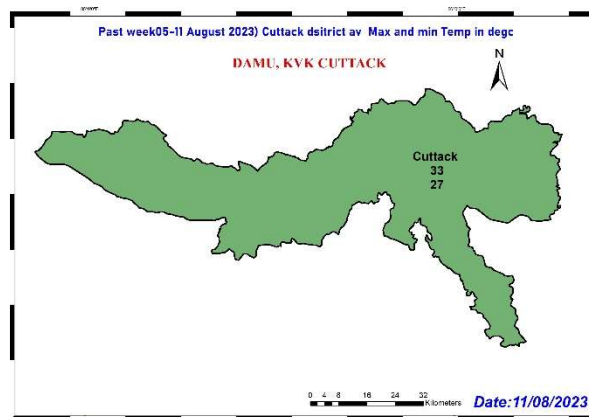 Past week05-11 August 2023) Cuttack dsitrict av Max and min Temp in degc
DAMU, KVK CUTTACK
N
Cuttack
33
27
0 4 8 16 24 32
Kilometers
Date:11/08/2023